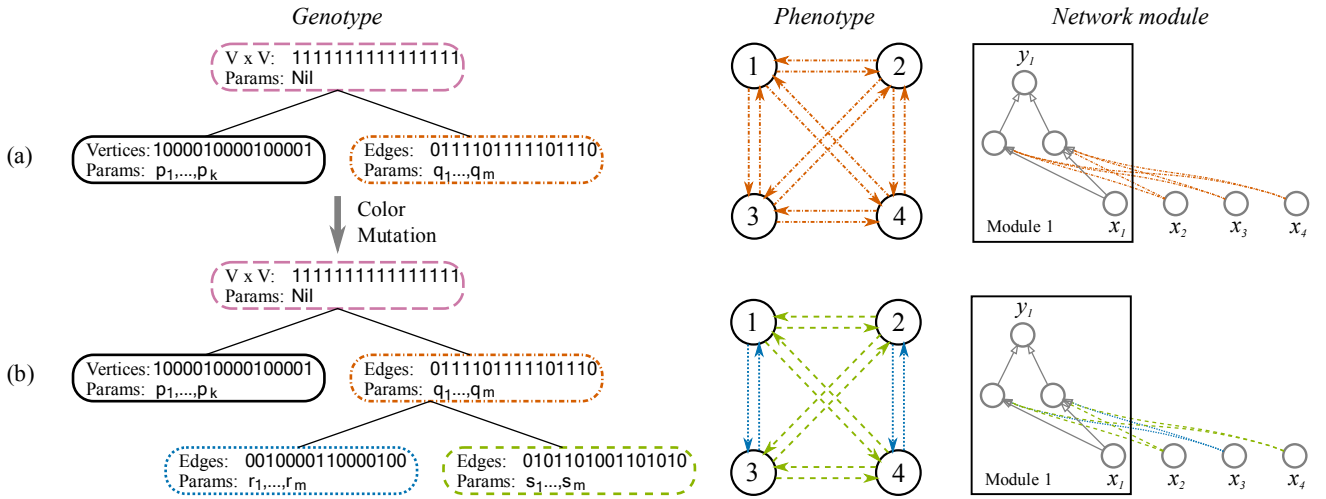 Genotype Phenotype Network module
V x V: 1111111111111111
Params: Nil
(a)
Vertices: 1000010000100001
Params: p1,...,pk
Edges: 0111101111101110
Params: q1...,qm
Color
Mutation
1 2
3 4
y1
Module 1
x1 x2 x3 x4
V x V: 1111111111111111
Params: Nil
(b)
Vertices: 1000010000100001
Params: p1,...,pk
Edges: 0111101111101110
Params: q1...,qm
Edges: 0010000110000100
Params: r1,...,rm
Edges: 0101101001101010
Params: s1...,sm
1 2
3 4
y1
Module 1
x1 x2 x3 x4